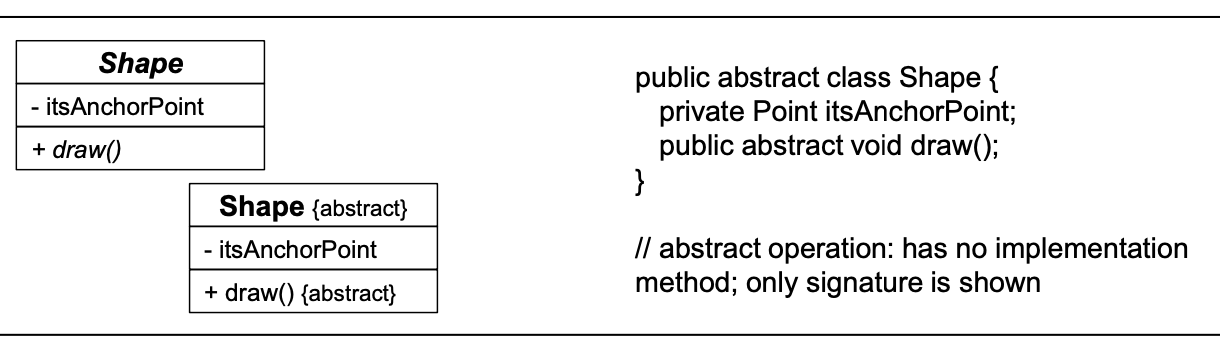 Shape
- itsAnchorPoint
+ draw()
Shape {abstract}
- itsAnchorPoint
+ draw() {abstract}
public abstract class Shape {
private Point itsAnchorPoint;
public abstract void draw();
}
// abstract operation: has no implementation
method; only signature is shown